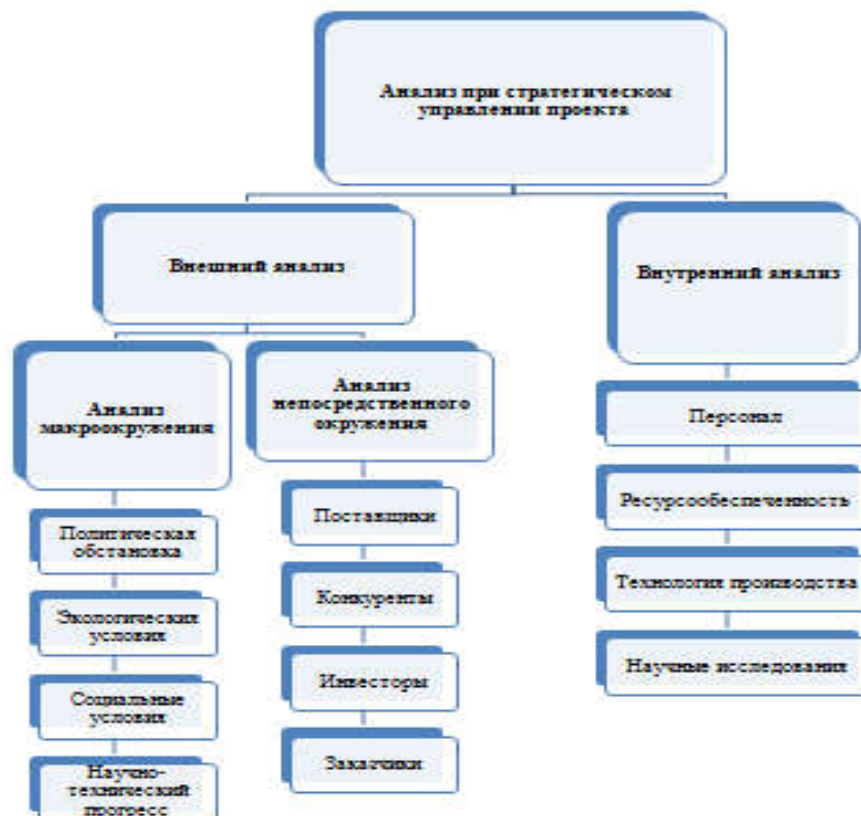 Анализ при стратегическом
управлении проекта
Внешний анализ
Внутренний анализ
Анализ
макроокружения
Анализ
непосредственного
окружения
Политическая
обстановка
Экологические
условия
Социальные
условия
Научно-
технический
прогресс
Поставщики
Конкуренты
Инвесторы
Заказчики
Персонал
Ресурсообеспеченность
Технология производства
Научные исследования